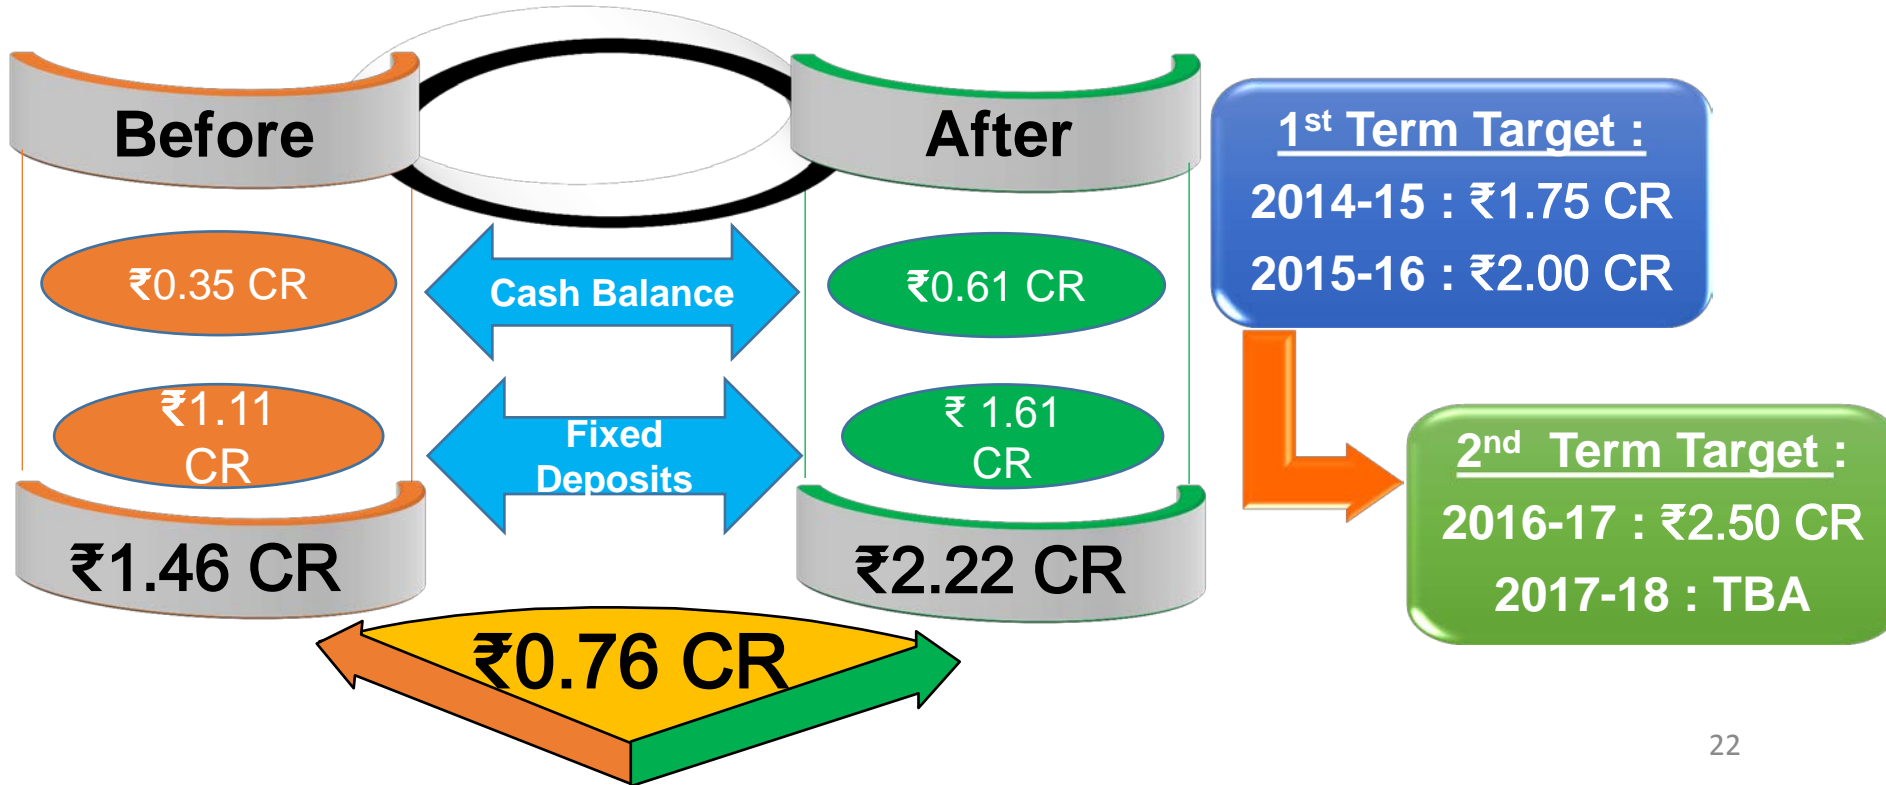 Before
After
₹0.35 CR
Cash Balance
₹0.61 CR
₹1.11
CR
Fixed
Deposits
₹ 1.61
CR
₹1.46 CR
₹2.22 CR
₹0.76 CR
1st Term Target :
2014-15 : ₹1.75 CR
2015-16 : ₹2.00 CR
2nd Term Target :
2016-17 : ₹2.50 CR
2017-18 : TBA
22